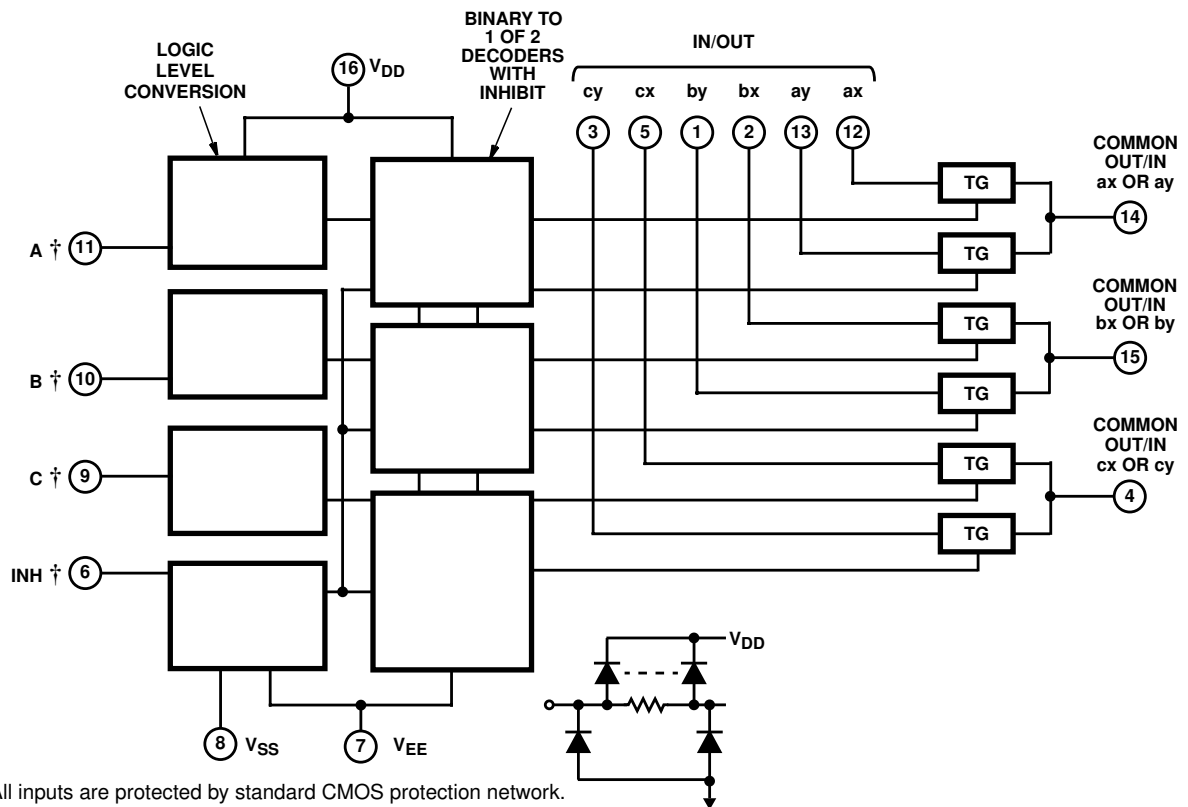 BINARY TO
1 OF 2
DECODERS
WITH
INHIBIT
LOGIC
LEVEL
CONVERSION
16 VDD
IN/OUT
cy cx by bx ay ax
3 5 1 2 13 12
COMMON
OUT/IN
ax OR ay
TG
14
A † 11
TG
COMMON
OUT/IN
bx OR by
TG
15
B † 10
TG
COMMON
OUT/IN
cx OR cy
TG
C † 9
4
TG
INH † 6
VDD
8 VSS
7 VEE
All inputs are protected by standard CMOS protection network.